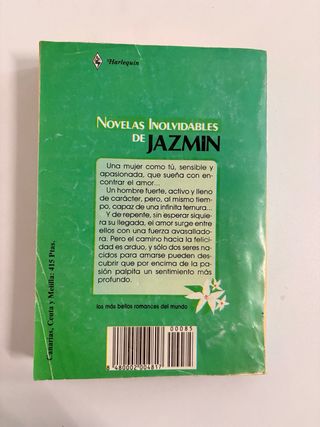 Harlequin
NOVELAS INOLVIDABLES
DE JAZMIN
Una mujer como tú, sensible y
apasionada, que sueña con en-
contrar el amor...
Un hombre fuerte, activo y lleno
de carácter, pero, al mismo tiem-
po, capaz de una infinita ternura...
Y de repente, sin esperar siquie-
ra su llegada, el amor surge entre
ellos con una fuerza avasallado-
ra. Pero el camino hacia la felici-
dad es arduo, y sólo dos seres na-
cidos para amarse pueden des-
cubrir que por encima de la pa-
sión palpita un sentimiento más
profundo.
los más bellos romances del mundo
Canarias, Ceuta y Melilla: 415 Ptas.
00085
8 480002 004617